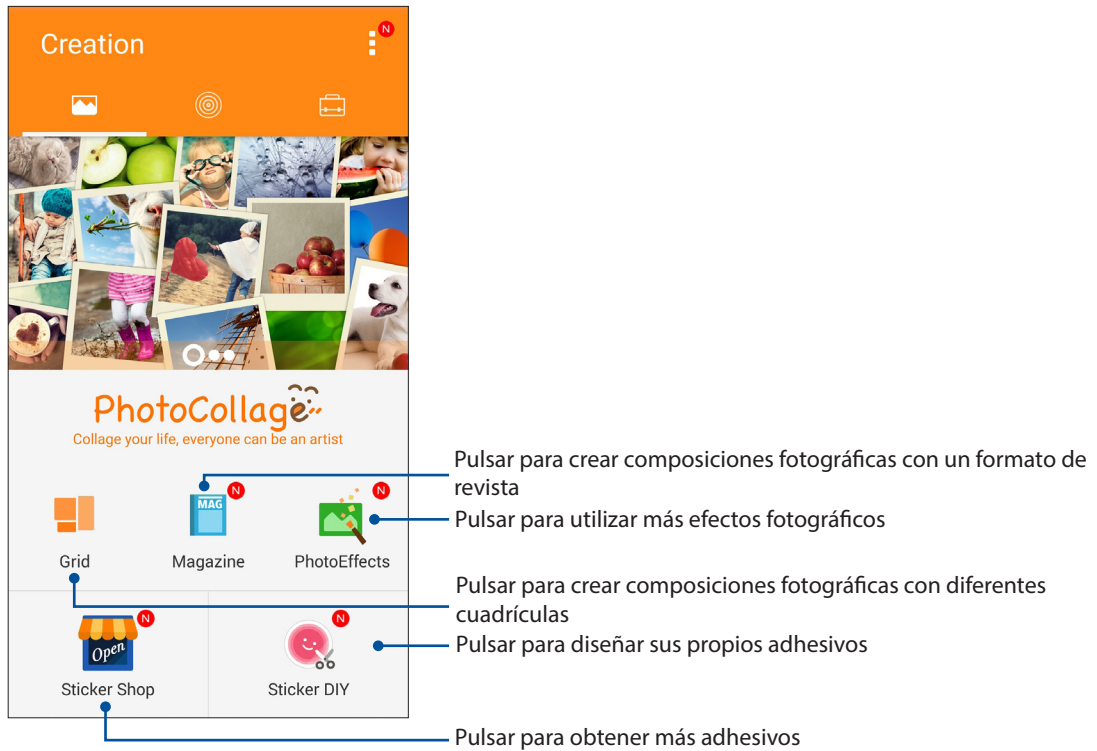 Creation
N
PhotoCollage
Collage your life, everyone can be an artist
Pulsar para crear composiciones fotográficas con un formato de
revista
MAG
N
N
Pulsar para utilizar más efectos fotográficos
Grid
Magazine
PhotoEffects
Pulsar para crear composiciones fotográficas con diferentes
cuadrículas
N
N
Open
Pulsar para diseñar sus propios adhesivos
Sticker Shop
Sticker DIY
Pulsar para obtener más adhesivos